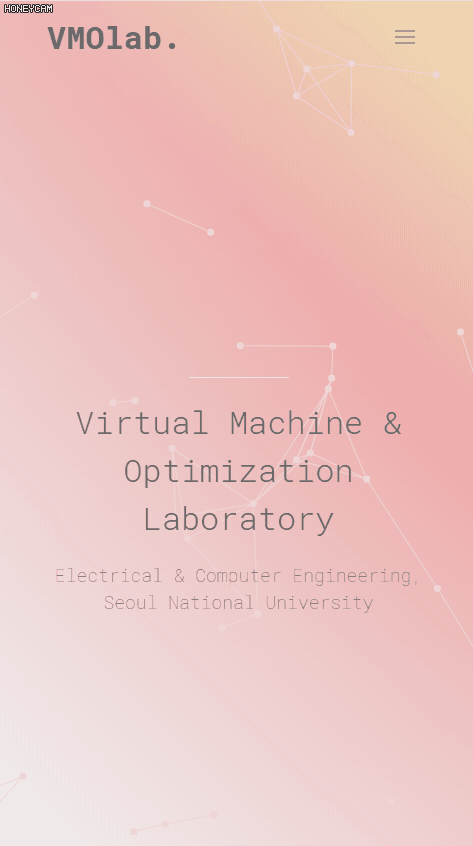 HONEYCAM
VMOlab.
Virtual Machine &
Optimization
Laboratory
Electrical & Computer Engineering,
Seoul National University